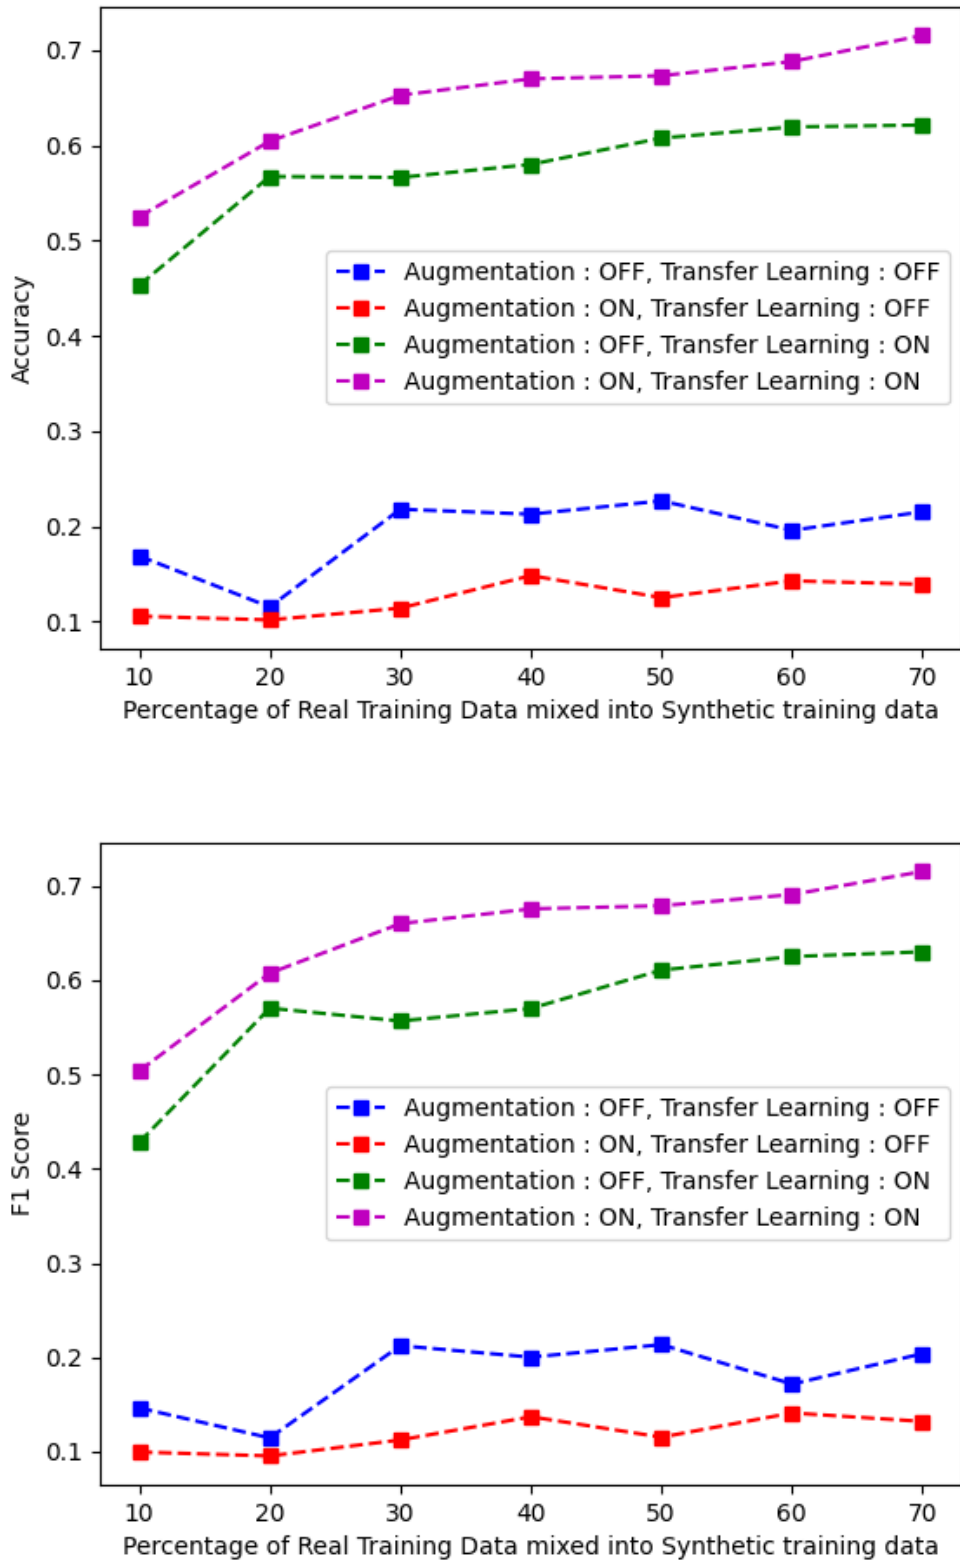 0.7
0.6
0.5
0.4
0.3
0.2
0.1
Accuracy
Augmentation : OFF, Transfer Learning : OFF
Augmentation : ON, Transfer Learning : OFF
Augmentation : OFF, Transfer Learning : ON
Augmentation : ON, Transfer Learning : ON
10 20 30 40 50 60 70
Percentage of Real Training Data mixed into Synthetic training data
0.7
0.6
0.5
0.4
0.3
0.2
0.1
F1 Score
Augmentation : OFF, Transfer Learning : OFF
Augmentation : ON, Transfer Learning : OFF
Augmentation : OFF, Transfer Learning : ON
Augmentation : ON, Transfer Learning : ON
10 20 30 40 50 60 70
Percentage of Real Training Data mixed into Synthetic training data